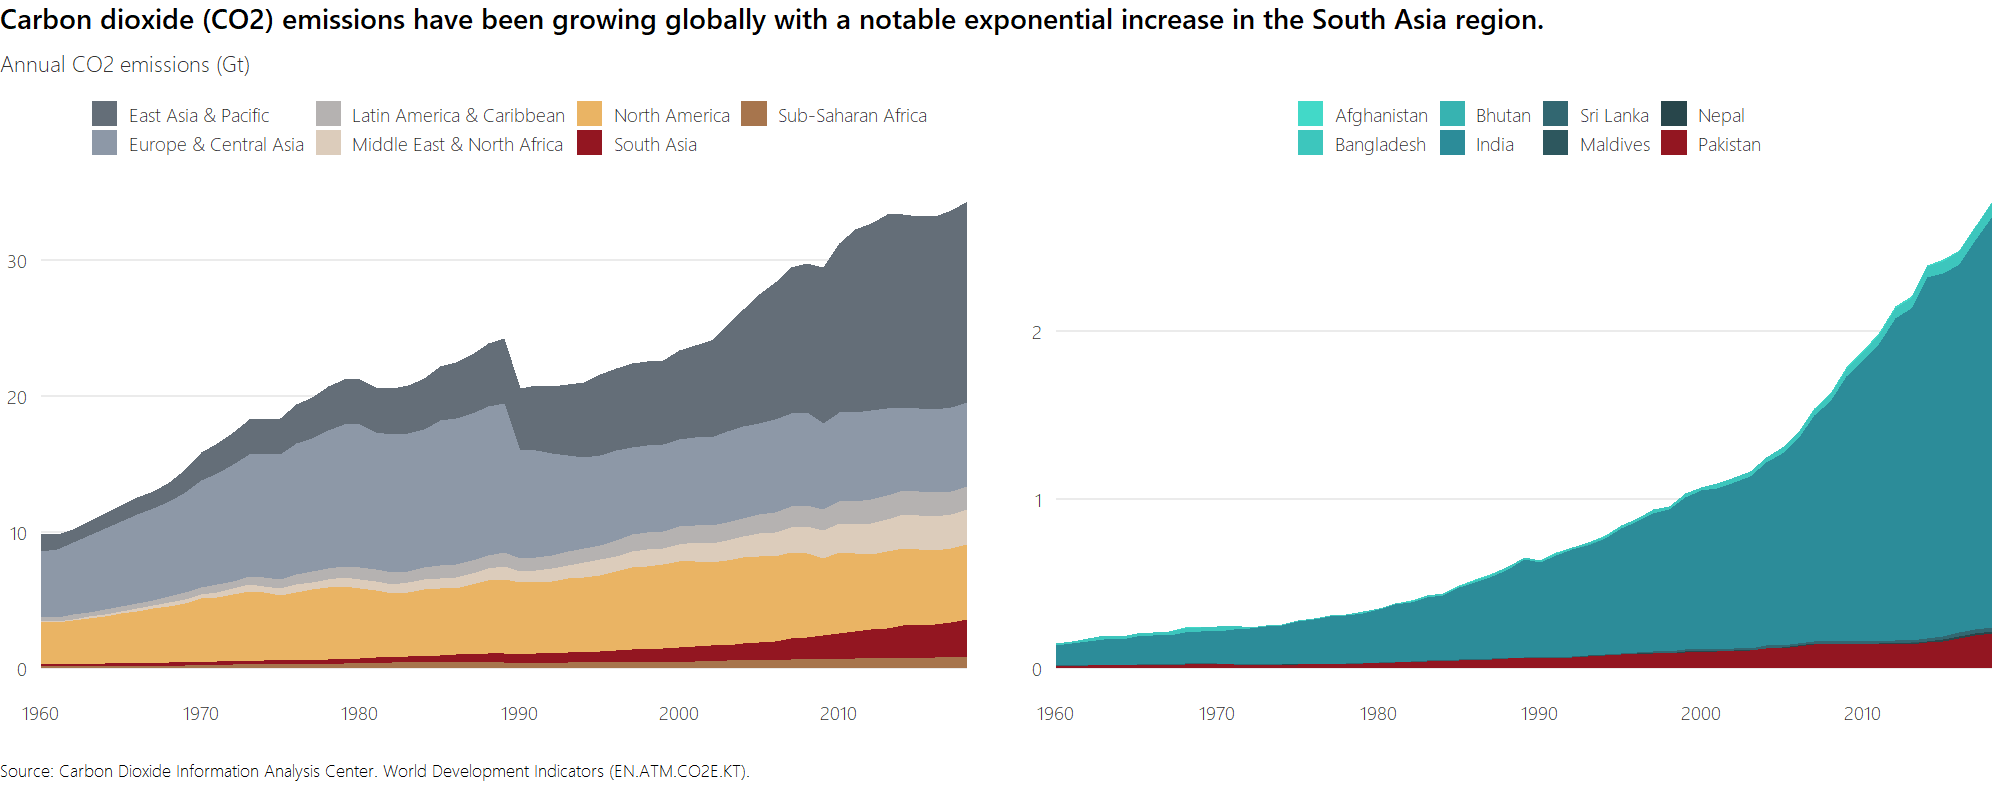 Carbon dioxide (CO2) emissions have been growing globally with a notable exponential increase in the South Asia region.
Annual CO2 emissions (Gt)
East Asia & Pacific
Latin America & Caribbean
North America
Sub-Saharan Africa
Europe & Central Asia
Middle East & North Africa
South Asia
30
20
10
0
1960 1970 1980 1990 2000 2010
Afghanistan
Bhutan
Sri Lanka
Nepal
Bangladesh
India
Maldives
Pakistan
2
1
0
1960 1970 1980 1990 2000 2010
Source: Carbon Dioxide Information Analysis Center. World Development Indicators (EN.ATM.CO2E.KT).